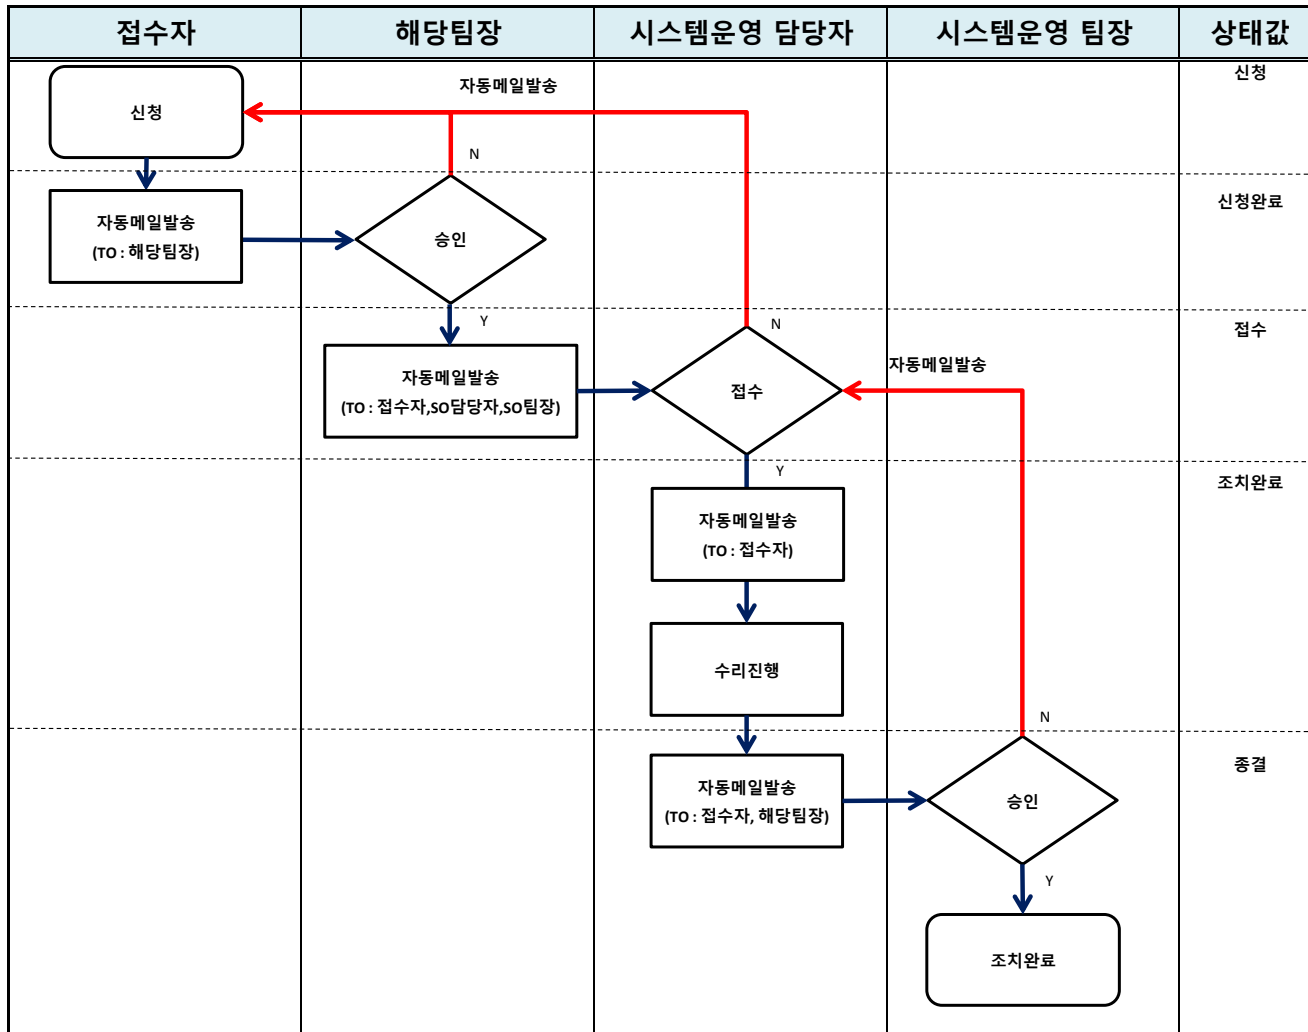 접수자
해당팀장
시스템운영 담당자
시스템운영 팀장
상태값
신청
자동메일발송
신청
N
자동메일발송
(TO : 해당팀장)
승인
신청완료
Y
N
접수
자동메일발송
(TO : 접수자,SO담당자,SO팀장)
접수
자동메일발송
Y
조치완료
자동메일발송
(TO : 접수자)
수리진행
N
자동메일발송
(TO : 접수자, 해당팀장)
승인
종결
Y
조치완료